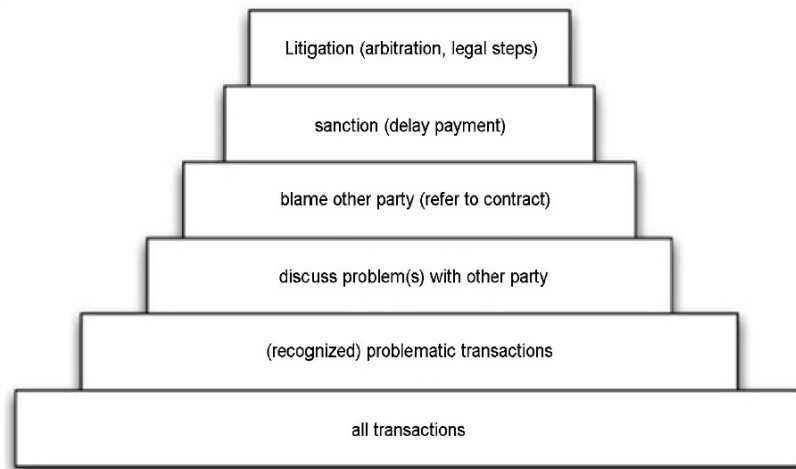 Litigation (arbitration, legal steps)
sanction (delay payment)
blame other party (refer to contract)
discuss problem(s) with other party
(recognized) problematic transactions
all transactions